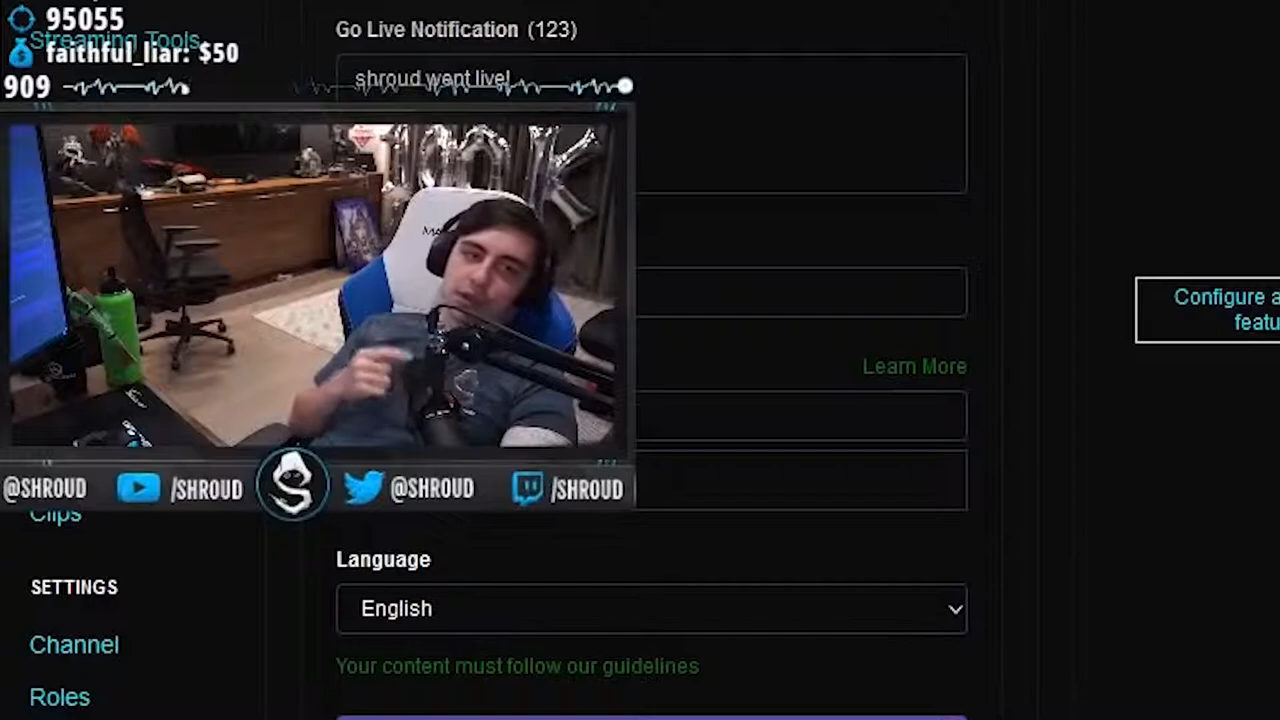 95055
Streaming Tools
faithful_liar: $50
909
Go Live Notification (123)
shroud went live!
Configure a
featu
Learn More
@SHROUD
/SHROUD
@SHROUD
/SHROUD
Clips
SETTINGS
Channel
Roles
Language
English
Your content must follow our guidelines